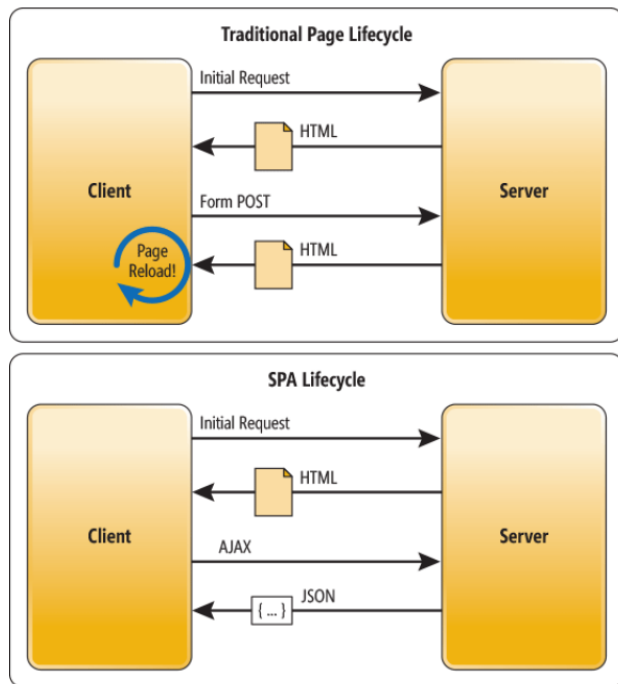 Traditional Page Lifecycle
Initial Request
HTML
Client
Server
Form POST
Page
Reload!
HTML
SPA Lifecycle
Initial Request
HTML
Client
Server
AJAX
JSON
{ ... }